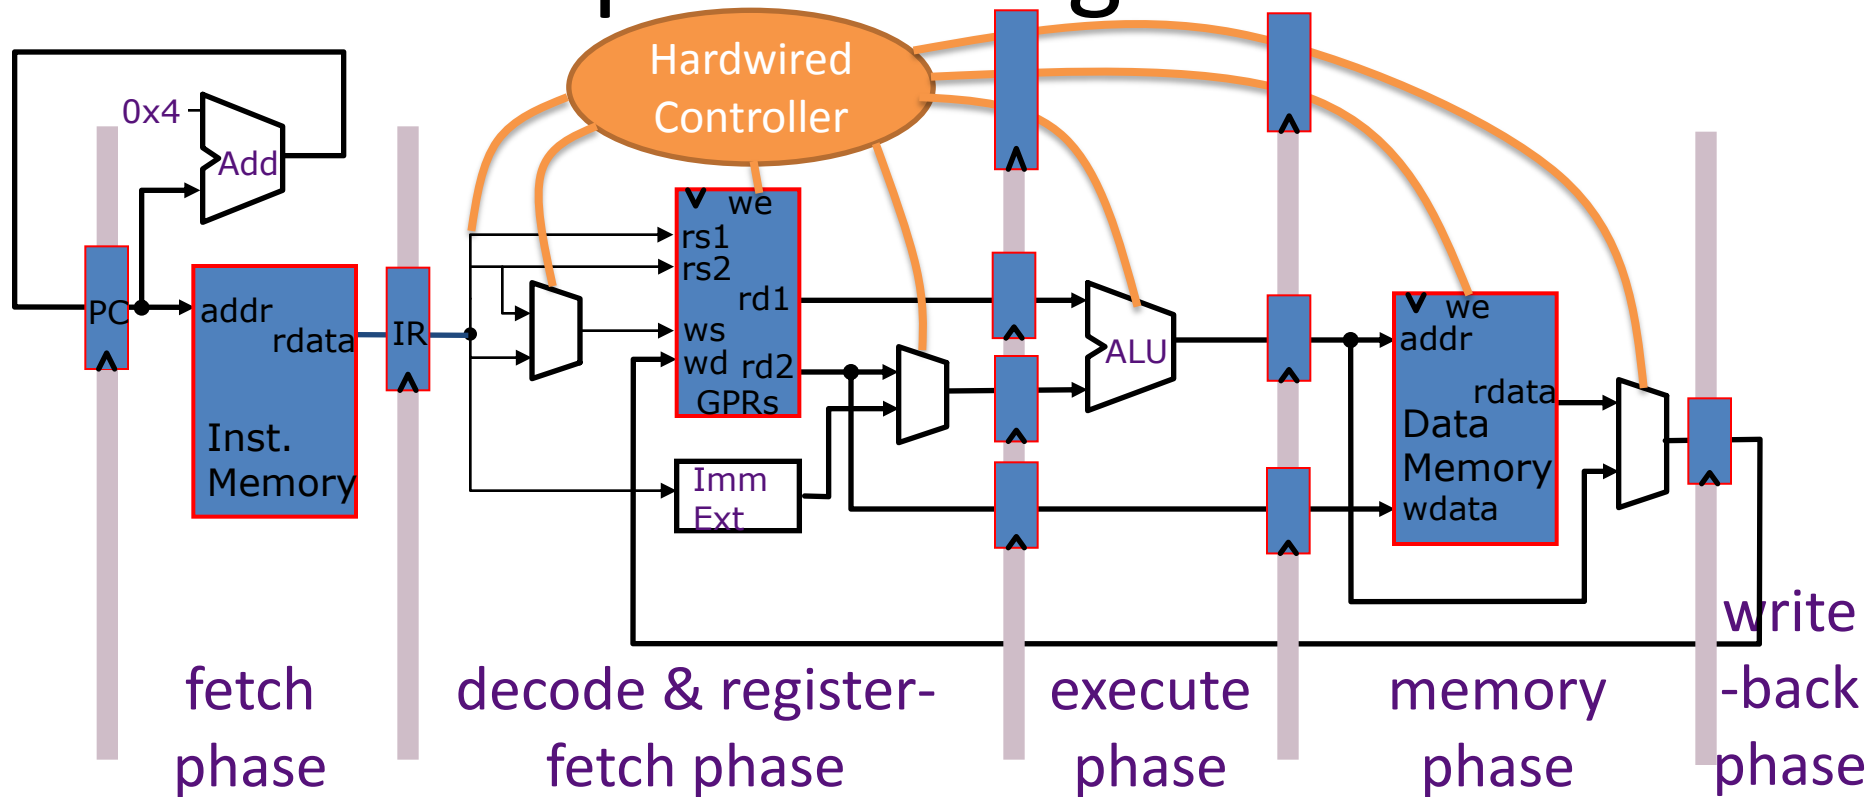 Hardwired
Controller
0x4
Add
we
rs1
rs2
rd1
ws
wd
rd2
GPRs
PC
addr
rdata
Inst.
Memory
IR
Imm
Ext
ALU
we
addr
rdata
Data
Memory
wdata
fetch
phase
decode & register-
fetch phase
execute
phase
memory
phase
write
-back
phase